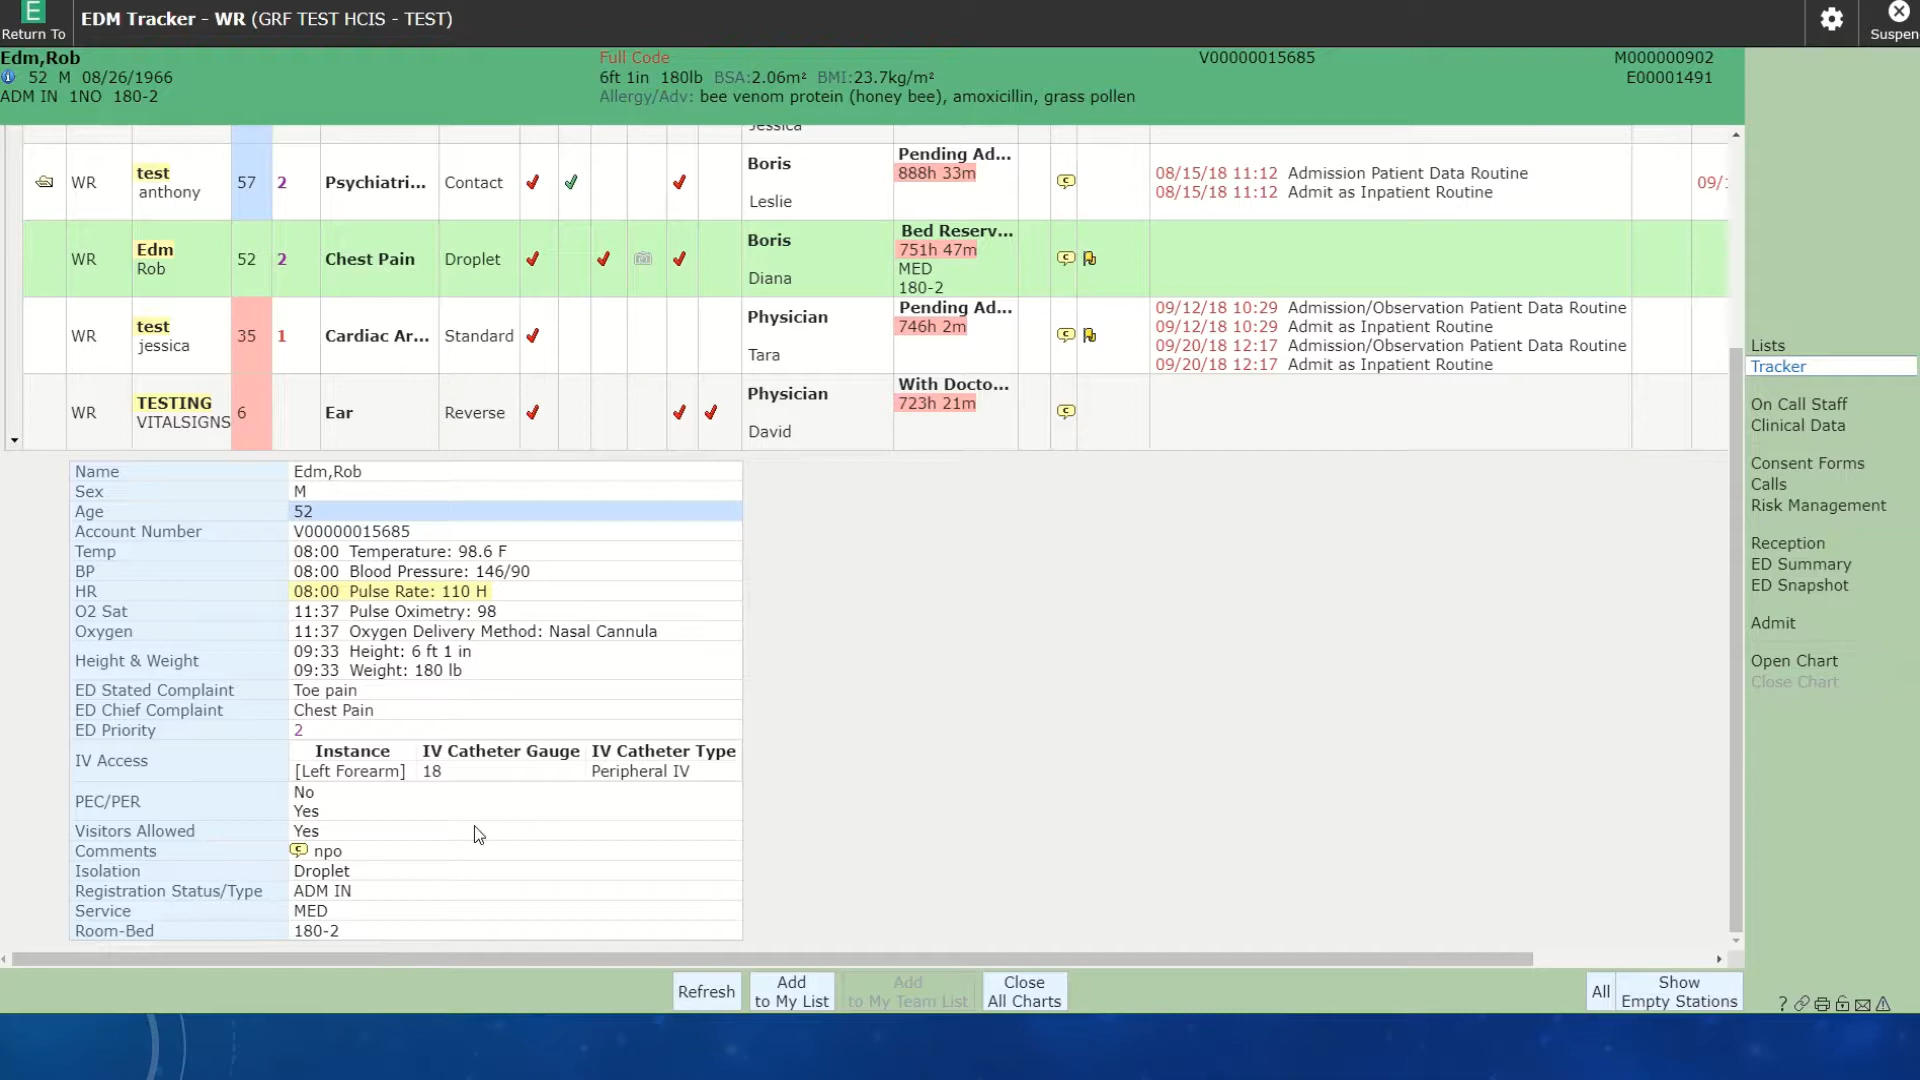 E
Return To
EDM Tracker - WR (GRF TEST HCIS - TEST)
Suspen
Edm,Rob
52 M 08/26/1966
ADM IN 1NO 180-2
Full Code
6ft 1in 180lb BSA:2.06m² BMI:23.7kg/m²
Allergy/Adv: bee venom protein (honey bee), amoxicillin, grass pollen
V00000015685
M000000902
E00001491
Jessica
WR test anthony 57 2 Psychiatri... Contact
Boris
Leslie
Pending Ad...
888h 33m
C
08/15/18 11:12 Admission Patient Data Routine
08/15/18 11:12 Admit as Inpatient Routine
09/1
WR Edm Rob 52 2 Chest Pain Droplet
Boris
Diana
Bed Reserv...
751h 47m
MED
180-2
C
WR test jessica 35 1 Cardiac Ar... Standard
Physician
Tara
Pending Ad...
746h 2m
C
09/12/18 10:29 Admission/Observation Patient Data Routine
09/12/18 10:29 Admit as Inpatient Routine
09/20/18 12:17 Admission/Observation Patient Data Routine
09/20/18 12:17 Admit as Inpatient Routine
WR TESTING VITALSIGNS 6 Ear Reverse
Physician
David
With Docto...
723h 21m
C
Name Edm,Rob
Sex M
Age 52
Account Number V00000015685
Temp 08:00 Temperature: 98.6 F
BP 08:00 Blood Pressure: 146/90
HR 08:00 Pulse Rate: 110 H
O2 Sat 11:37 Pulse Oximetry: 98
Oxygen 11:37 Oxygen Delivery Method: Nasal Cannula
Height & Weight 09:33 Height: 6 ft 1 in
09:33 Weight: 180 lb
ED Stated Complaint Toe pain
ED Chief Complaint Chest Pain
ED Priority 2
IV Access Instance IV Catheter Gauge IV Catheter Type
[Left Forearm] 18 Peripheral IV
PEC/PER No
Yes
Visitors Allowed Yes
Comments C npo
Isolation Droplet
Registration Status/Type ADM IN
Service MED
Room-Bed 180-2
Lists
Tracker
On Call Staff
Clinical Data
Consent Forms
Calls
Risk Management
Reception
ED Summary
ED Snapshot
Admit
Open Chart
Close Chart
Refresh
Add
to My List
Add
to My Team List
Close
All Charts
All
Show
Empty Stations
?